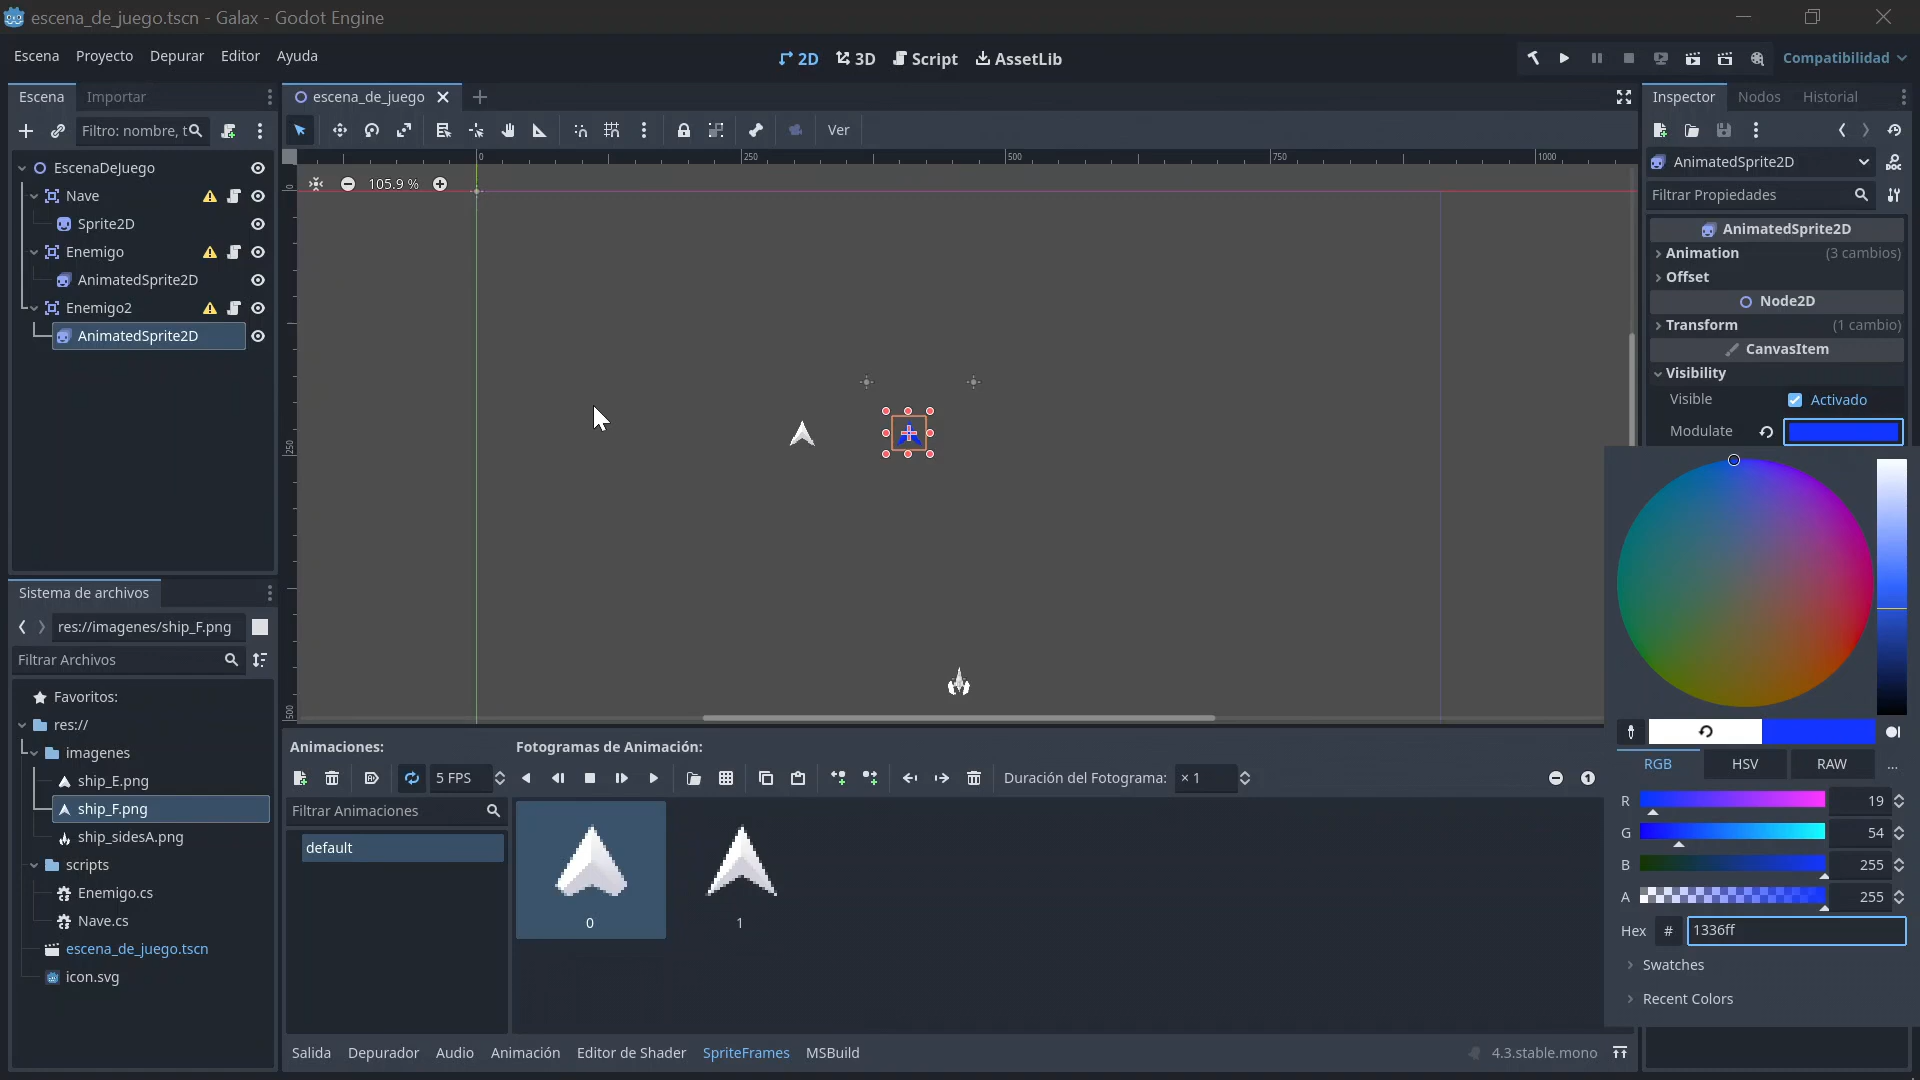 escena_de_juego.tscn - Galax - Godot Engine
Escena Proyecto Depurar Editor Ayuda
2D 3D Script AssetLib
Compatibilidad
Escena Importar
escena_de_juego
Inspector Nodos Historial
Filtro: nombre, t
Ver
AnimatedSprite2D
Filtrar Propiedades
EscenaDeJuego
Nave
Sprite2D
Enemigo
AnimatedSprite2D
Enemigo2
AnimatedSprite2D
0 250 500 750 1000
105.9 %
0
250
500
AnimatedSprite2D
Animation (3 cambios)
Offset
Node2D
Transform (1 cambio)
CanvasItem
Visibility
Visible Activado
Modulate
RGB HSV RAW ...
R 19
G 54
B 255
A 255
Hex # 1336ff
Swatches
Recent Colors
Sistema de archivos
res://imagenes/ship_F.png
Filtrar Archivos
Favoritos:
res://
imagenes
ship_E.png
ship_F.png
ship_sidesA.png
scripts
Enemigo.cs
Nave.cs
escena_de_juego.tscn
icon.svg
Animaciones: Fotogramas de Animación:
5 FPS
Duración del Fotograma: × 1
Filtrar Animaciones
default
0 1
Salida Depurador Audio Animación Editor de Shader SpriteFrames MSBuild
4.3.stable.mono